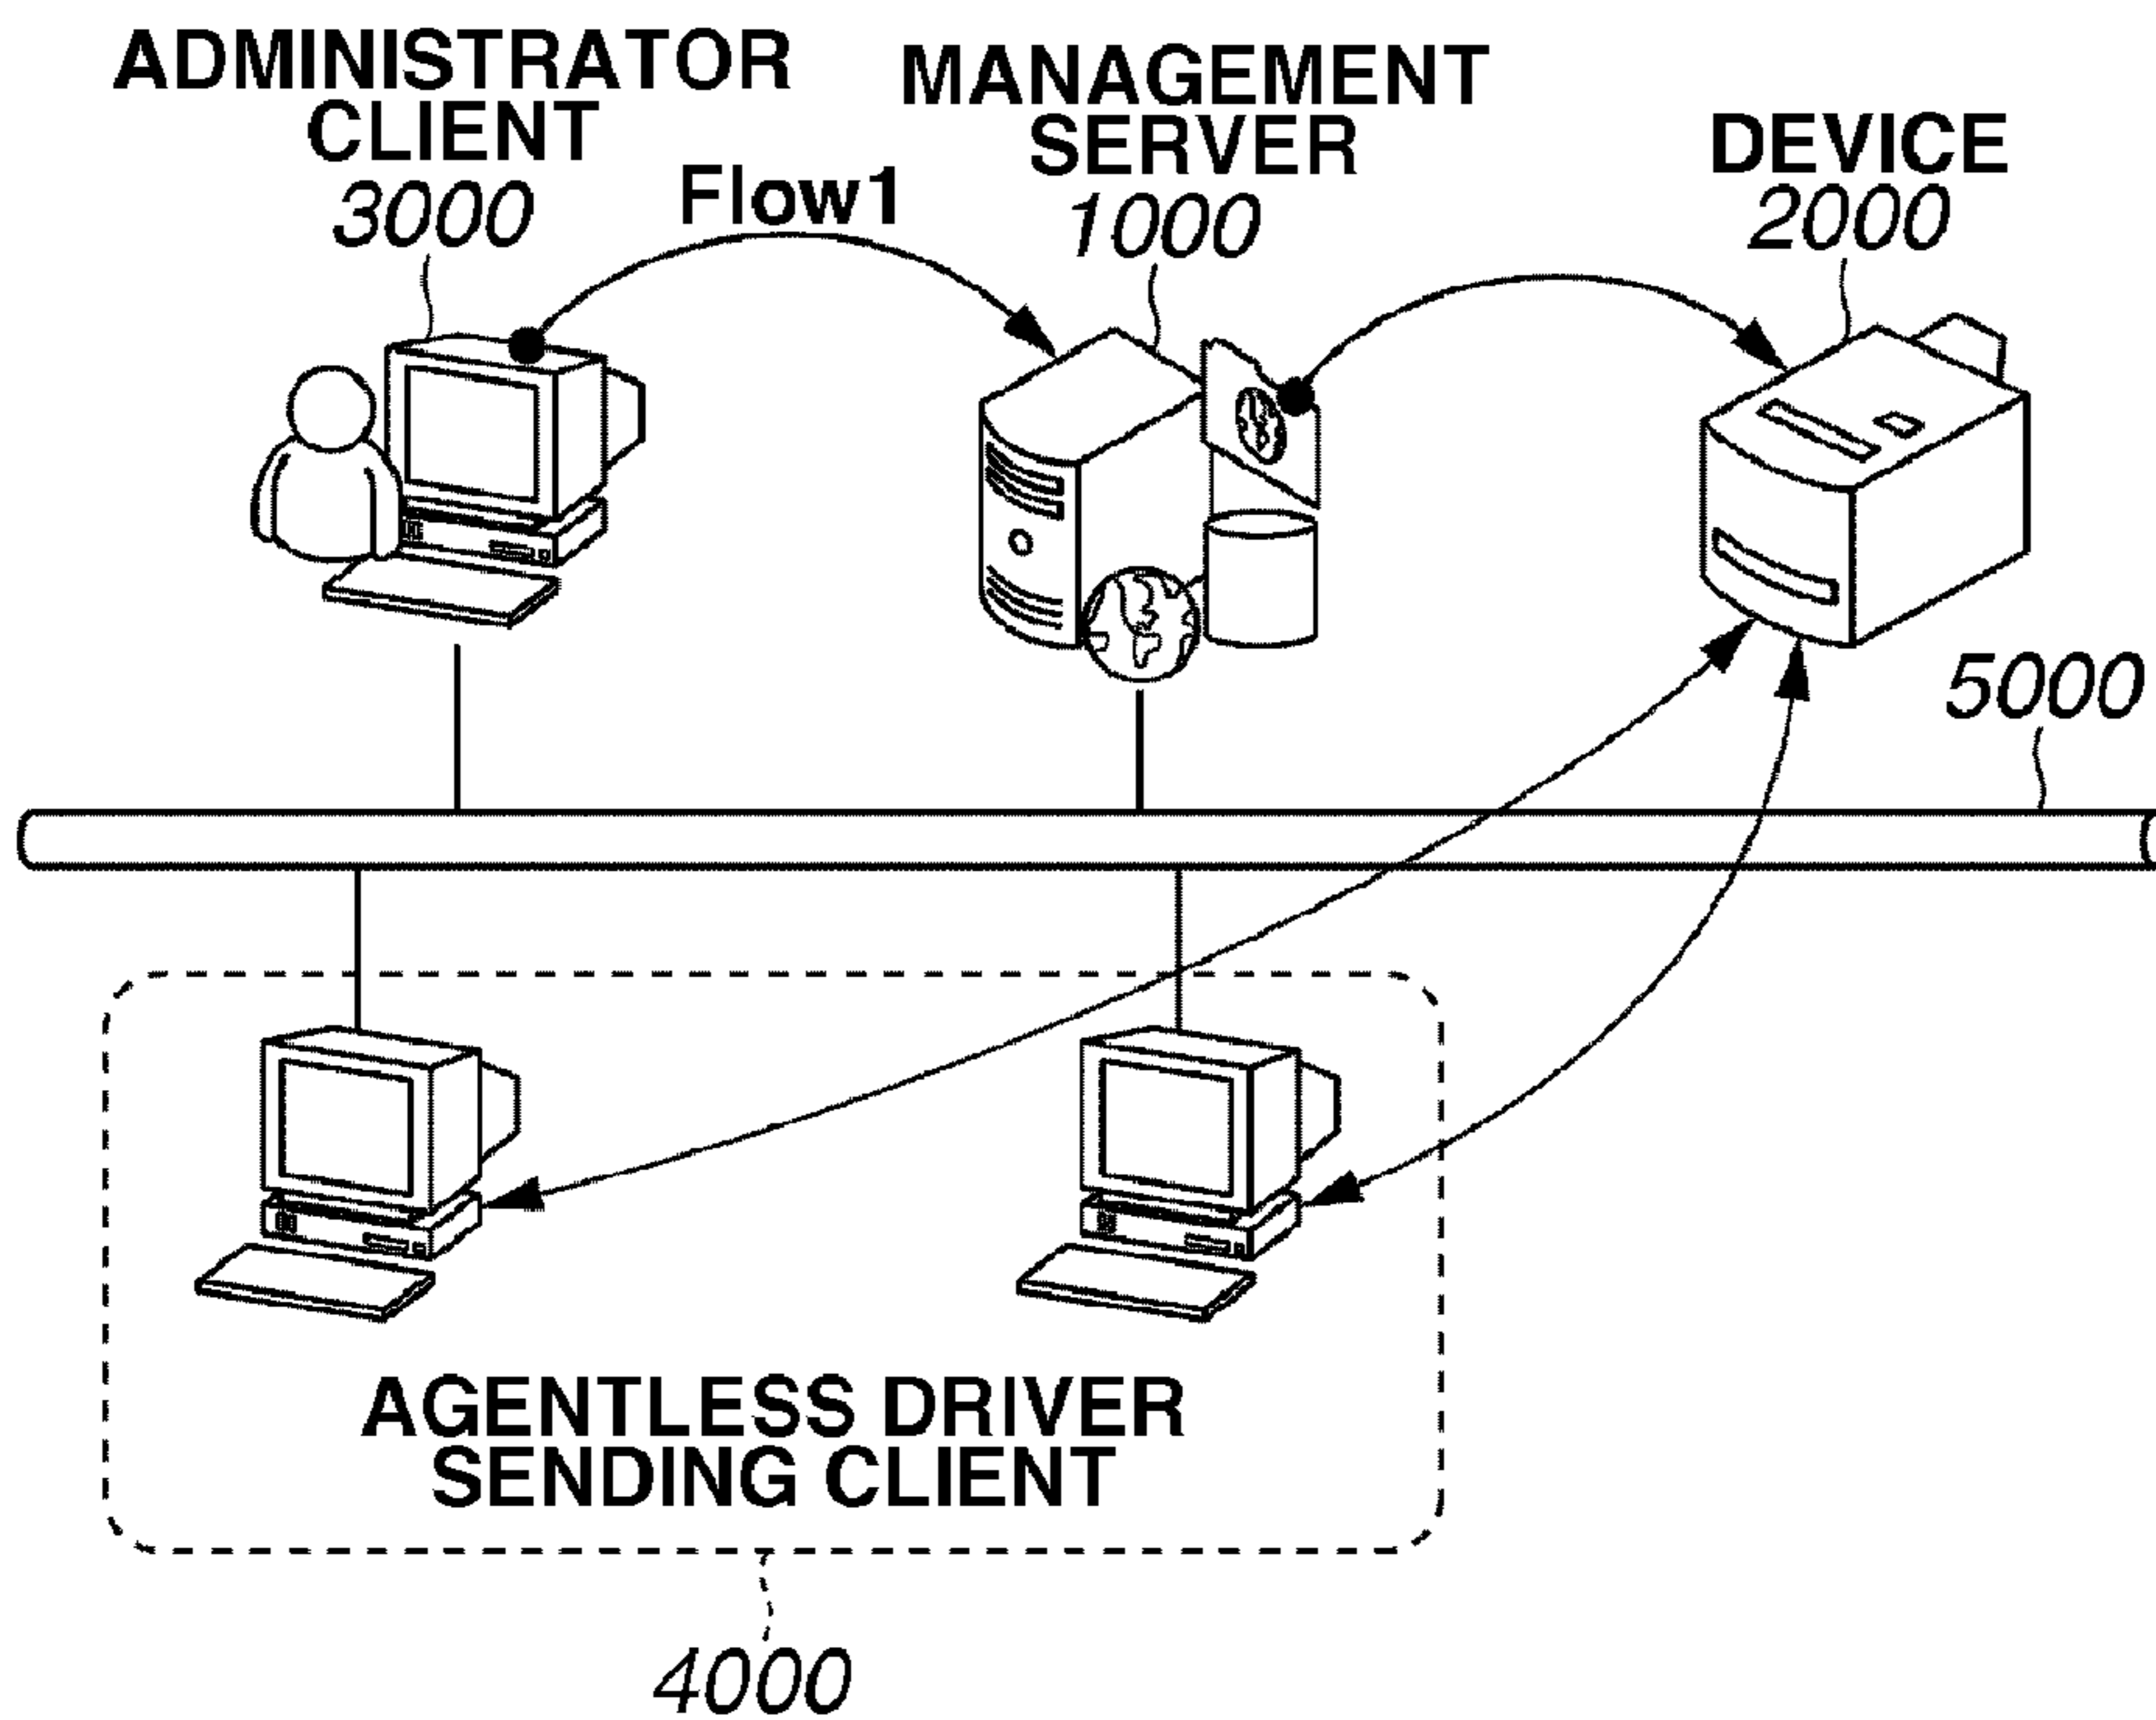 ADMINISTRATOR
CLIENT
3000
Flow1
MANAGEMENT
SERVER
1000
DEVICE
2000
5000
AGENTLESS DRIVER
SENDING CLIENT
4000